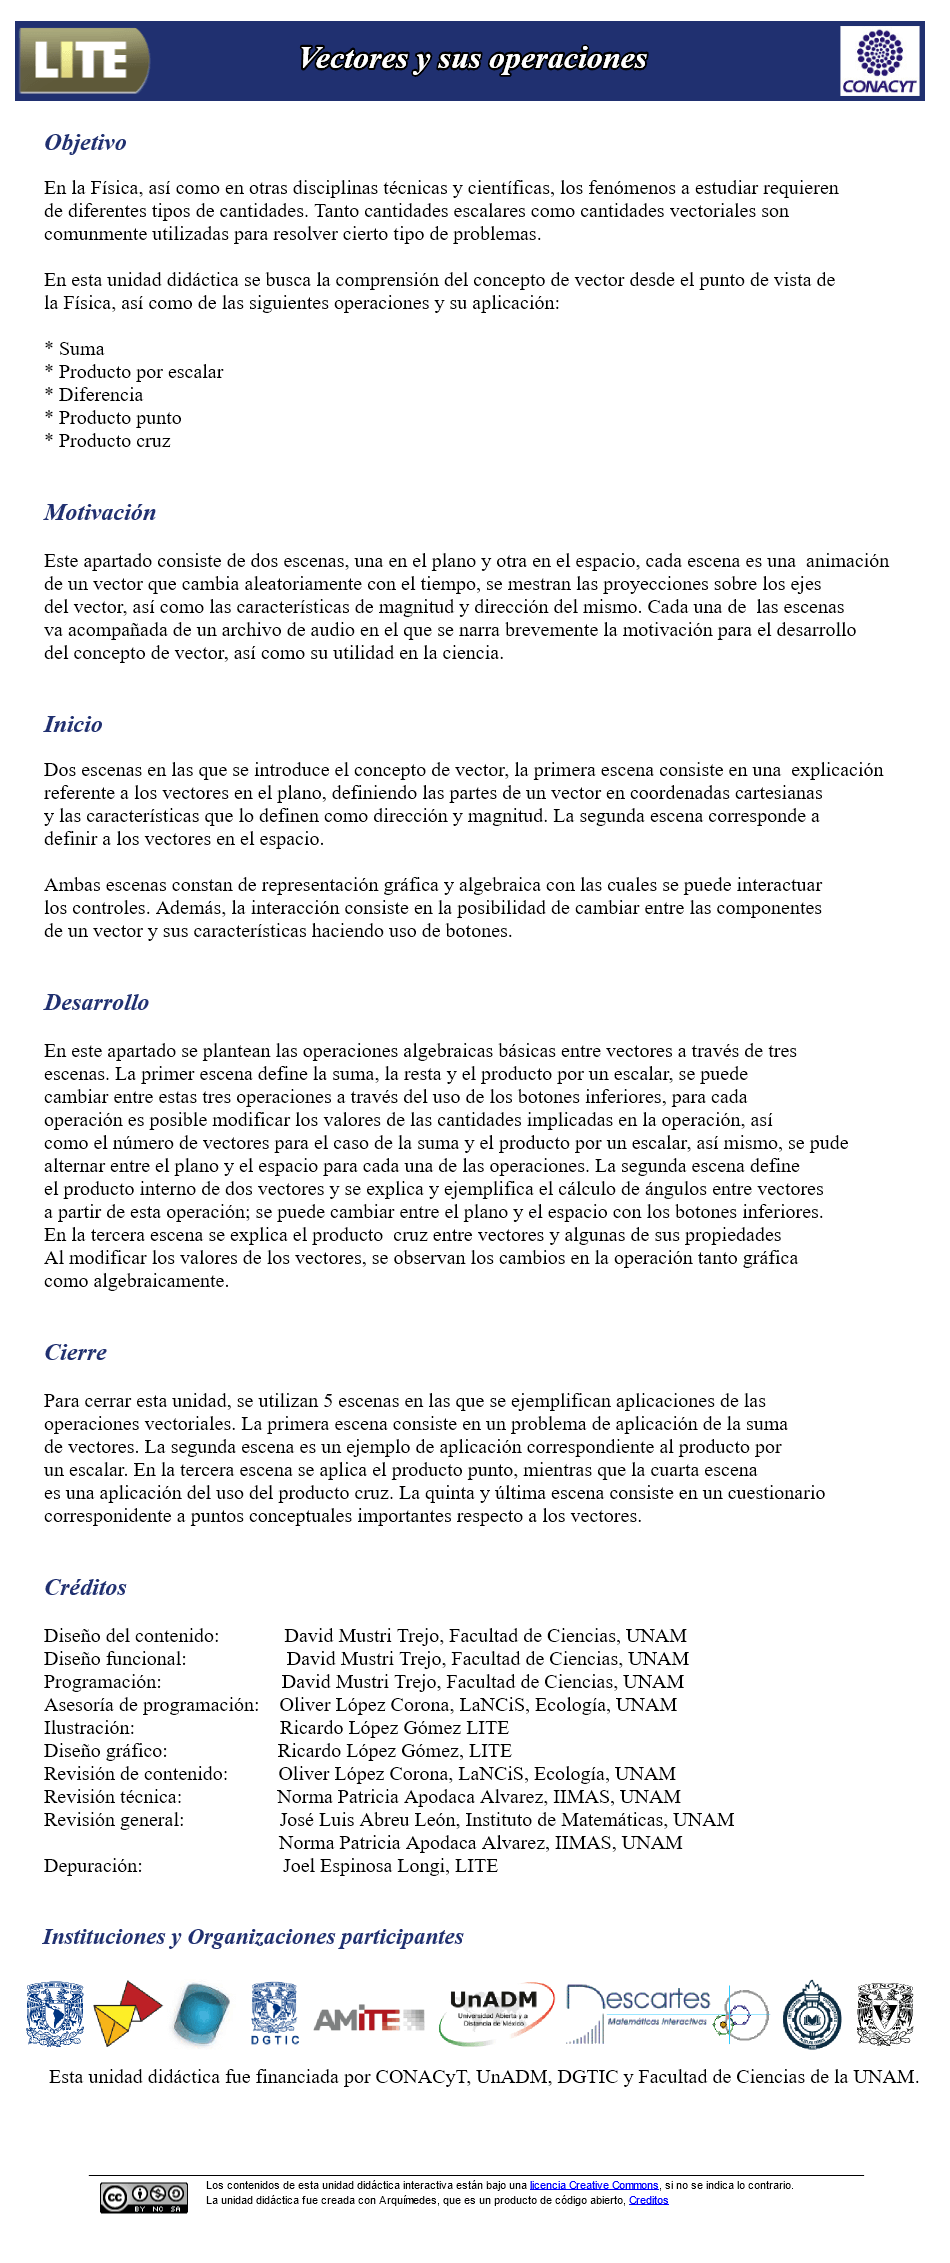 LITE
Vectores y sus operaciones
CONACYT
Objetivo
En la Física, así como en otras disciplinas técnicas y científicas, los fenómenos a estudiar requieren
de diferentes tipos de cantidades. Tanto cantidades escalares como cantidades vectoriales son
comunmente utilizadas para resolver cierto tipo de problemas.
En esta unidad didáctica se busca la comprensión del concepto de vector desde el punto de vista de
la Física, así como de las siguientes operaciones y su aplicación:
* Suma
* Producto por escalar
* Diferencia
* Producto punto
* Producto cruz
Motivación
Este apartado consiste de dos escenas, una en el plano y otra en el espacio, cada escena es una animación
de un vector que cambia aleatoriamente con el tiempo, se mestran las proyecciones sobre los ejes
del vector, así como las características de magnitud y dirección del mismo. Cada una de las escenas
va acompañada de un archivo de audio en el que se narra brevemente la motivación para el desarrollo
del concepto de vector, así como su utilidad en la ciencia.
Inicio
Dos escenas en las que se introduce el concepto de vector, la primera escena consiste en una explicación
referente a los vectores en el plano, definiendo las partes de un vector en coordenadas cartesianas
y las características que lo definen como dirección y magnitud. La segunda escena corresponde a
definir a los vectores en el espacio.
Ambas escenas constan de representación gráfica y algebraica con las cuales se puede interactuar
los controles. Además, la interacción consiste en la posibilidad de cambiar entre las componentes
de un vector y sus características haciendo uso de botones.
Desarrollo
En este apartado se plantean las operaciones algebraicas básicas entre vectores a través de tres
escenas. La primer escena define la suma, la resta y el producto por un escalar, se puede
cambiar entre estas tres operaciones a través del uso de los botones inferiores, para cada
operación es posible modificar los valores de las cantidades implicadas en la operación, así
como el número de vectores para el caso de la suma y el producto por un escalar, así mismo, se pude
alternar entre el plano y el espacio para cada una de las operaciones. La segunda escena define
el producto interno de dos vectores y se explica y ejemplifica el cálculo de ángulos entre vectores
a partir de esta operación; se puede cambiar entre el plano y el espacio con los botones inferiores.
En la tercera escena se explica el producto cruz entre vectores y algunas de sus propiedades
Al modificar los valores de los vectores, se observan los cambios en la operación tanto gráfica
como algebraicamente.
Cierre
Para cerrar esta unidad, se utilizan 5 escenas en las que se ejemplifican aplicaciones de las
operaciones vectoriales. La primera escena consiste en un problema de aplicación de la suma
de vectores. La segunda escena es un ejemplo de aplicación correspondiente al producto por
un escalar. En la tercera escena se aplica el producto punto, mientras que la cuarta escena
es una aplicación del uso del producto cruz. La quinta y última escena consiste en un cuestionario
corresponidente a puntos conceptuales importantes respecto a los vectores.
Créditos
Diseño del contenido: David Mustri Trejo, Facultad de Ciencias, UNAM
Diseño funcional: David Mustri Trejo, Facultad de Ciencias, UNAM
Programación: David Mustri Trejo, Facultad de Ciencias, UNAM
Asesoría de programación: Oliver López Corona, LaNCiS, Ecología, UNAM
Ilustración: Ricardo López Gómez LITE
Diseño gráfico: Ricardo López Gómez, LITE
Revisión de contenido: Oliver López Corona, LaNCiS, Ecología, UNAM
Revisión técnica: Norma Patricia Apodaca Alvarez, IIMAS, UNAM
Revisión general: José Luis Abreu León, Instituto de Matemáticas, UNAM
Norma Patricia Apodaca Alvarez, IIMAS, UNAM
Depuración: Joel Espinosa Longi, LITE
Instituciones y Organizaciones participantes
DGTIC
AMITE
UnADM
Universidad Abierta y a
Distancia de México
Descartes
Matemáticas Interactivas
CIENCIAS
Esta unidad didáctica fue financiada por CONACyT, UnADM, DGTIC y Facultad de Ciencias de la UNAM.
cc BY NC SA
Los contenidos de esta unidad didáctica interactiva están bajo una licencia Creative Commons, si no se indica lo contrario.
La unidad didáctica fue creada con Arquímedes, que es un producto de código abierto, Creditos